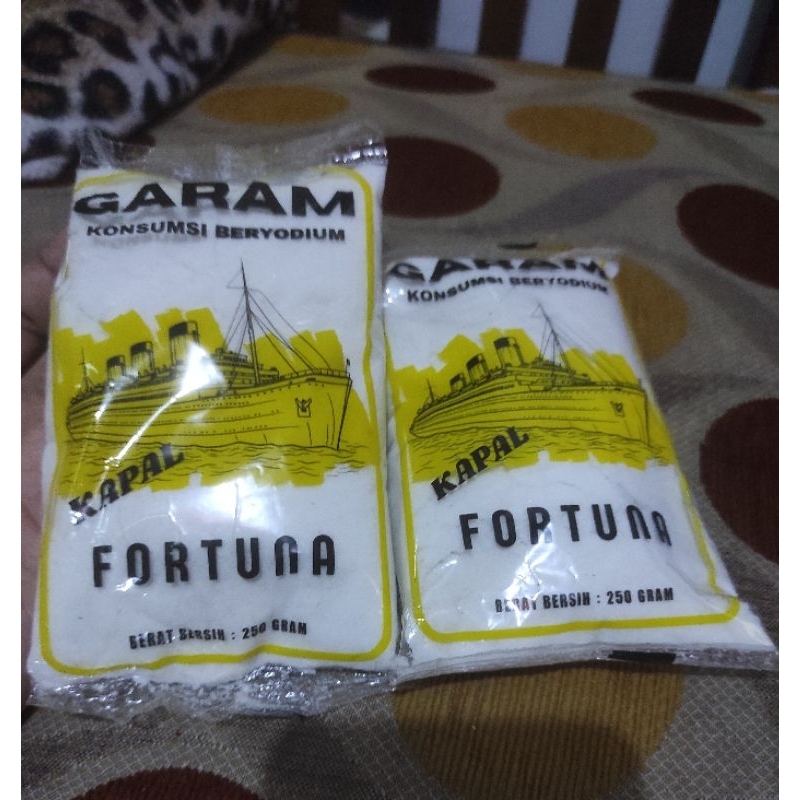 GARAM
KONSUMSI BERYODIUM
KAPAL
FORTUNA
BERAT BERSIH : 250 GRAM
GARAM
KONSUMSI BERYODIUM
KAPAL
FORTUNA
BERAT BERSIH : 250 GRAM